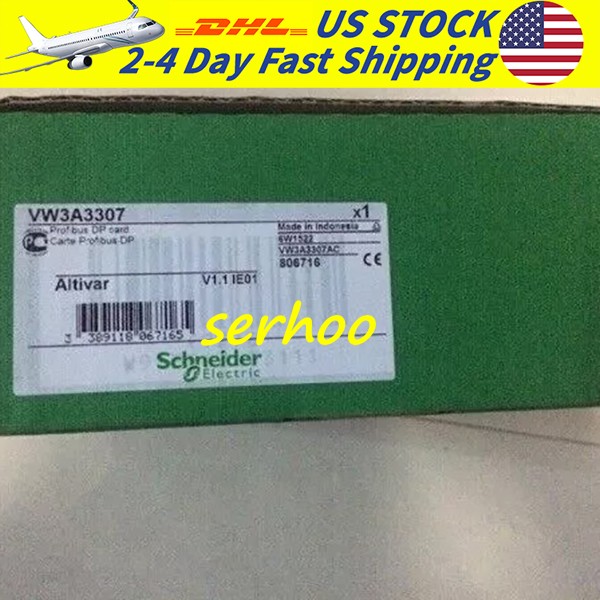 DHL US STOCK
2-4 Day Fast Shipping
VW3A3307 x1
Profibus DP card
Carte Profibus-DP
Made in Indonesia
6W1522
VW3A3307AC
806716
CE
Altivar V1.1 IE01
3 389118 067165
serhoo
Schneider
Electric